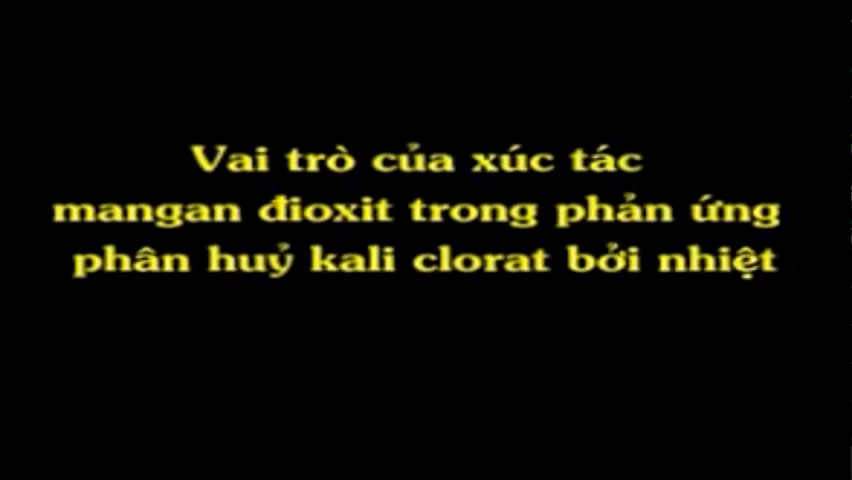 Vai trò của xúc tác
mangan đioxit trong phản ứng
phân huỷ kali clorat bởi nhiệt